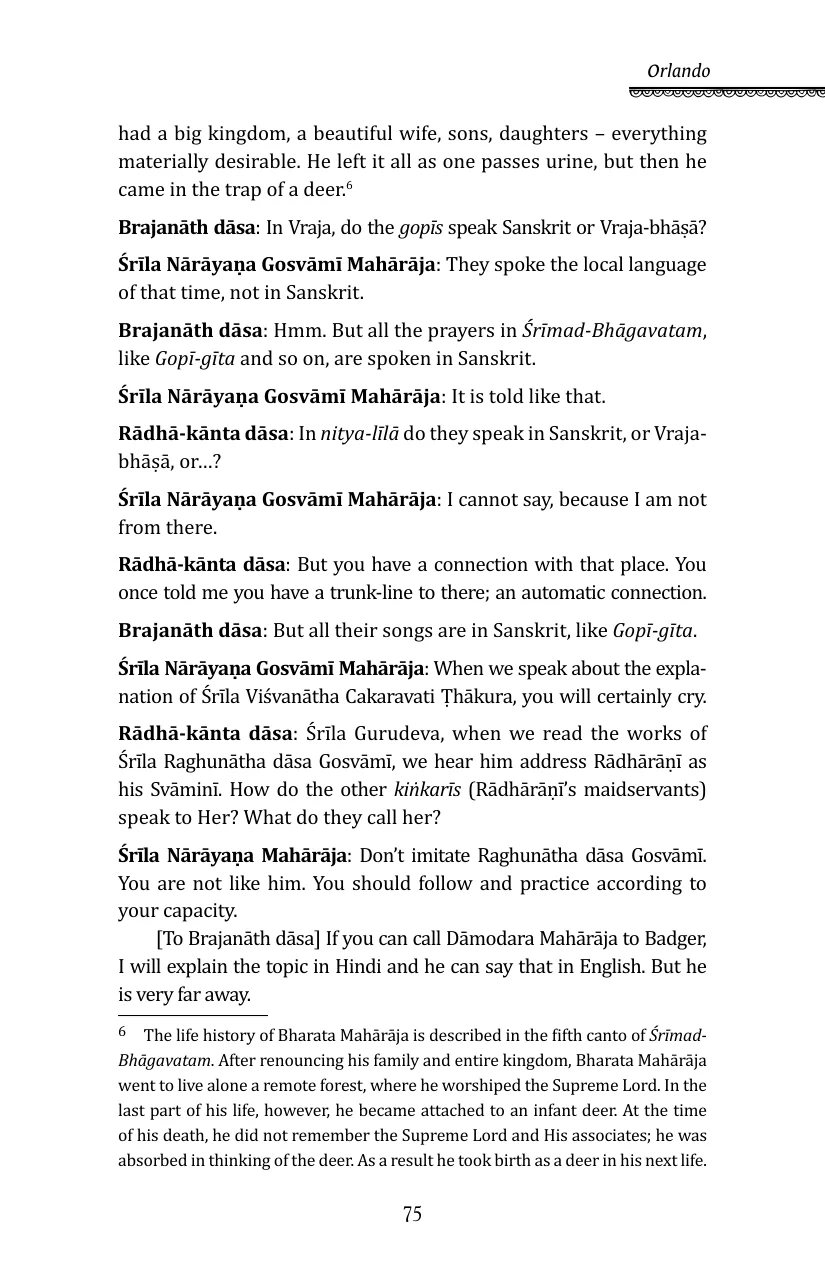 Orlando
had a big kingdom, a beautiful wife, sons, daughters – everything
materially desirable. He left it all as one passes urine, but then he
came in the trap of a deer.6
Brajanāth dāsa: In Vraja, do the gopīs speak Sanskrit or Vraja-bhāṣā?
Śrīla Nārāyaṇa Gosvāmī Mahārāja: They spoke the local language
of that time, not in Sanskrit.
Brajanāth dāsa: Hmm. But all the prayers in Śrīmad-Bhāgavatam,
like Gopī-gīta and so on, are spoken in Sanskrit.
Śrīla Nārāyaṇa Gosvāmī Mahārāja: It is told like that.
Rādhā-kānta dāsa: In nitya-līlā do they speak in Sanskrit, or Vraja-
bhāṣā, or…?
Śrīla Nārāyaṇa Gosvāmī Mahārāja: I cannot say, because I am not
from there.
Rādhā-kānta dāsa: But you have a connection with that place. You
once told me you have a trunk-line to there; an automatic connection.
Brajanāth dāsa: But all their songs are in Sanskrit, like Gopī-gīta.
Śrīla Nārāyaṇa Gosvāmī Mahārāja: When we speak about the expla-
nation of Śrīla Viśvanātha Cakaravati Ṭhākura, you will certainly cry.
Rādhā-kānta dāsa: Śrīla Gurudeva, when we read the works of
Śrīla Raghunātha dāsa Gosvāmī, we hear him address Rādhārāṇī as
his Svāminī. How do the other kiṅkarīs (Rādhārāṇī’s maidservants)
speak to Her? What do they call her?
Śrīla Nārāyaṇa Mahārāja: Don’t imitate Raghunātha dāsa Gosvāmī.
You are not like him. You should follow and practice according to
your capacity.
[To Brajanāth dāsa] If you can call Dāmodara Mahārāja to Badger,
I will explain the topic in Hindi and he can say that in English. But he
is very far away.
6 The life history of Bharata Mahārāja is described in the fifth canto of Śrīmad-
Bhāgavatam. After renouncing his family and entire kingdom, Bharata Mahārāja
went to live alone a remote forest, where he worshiped the Supreme Lord. In the
last part of his life, however, he became attached to an infant deer. At the time
of his death, he did not remember the Supreme Lord and His associates; he was
absorbed in thinking of the deer. As a result he took birth as a deer in his next life.
75